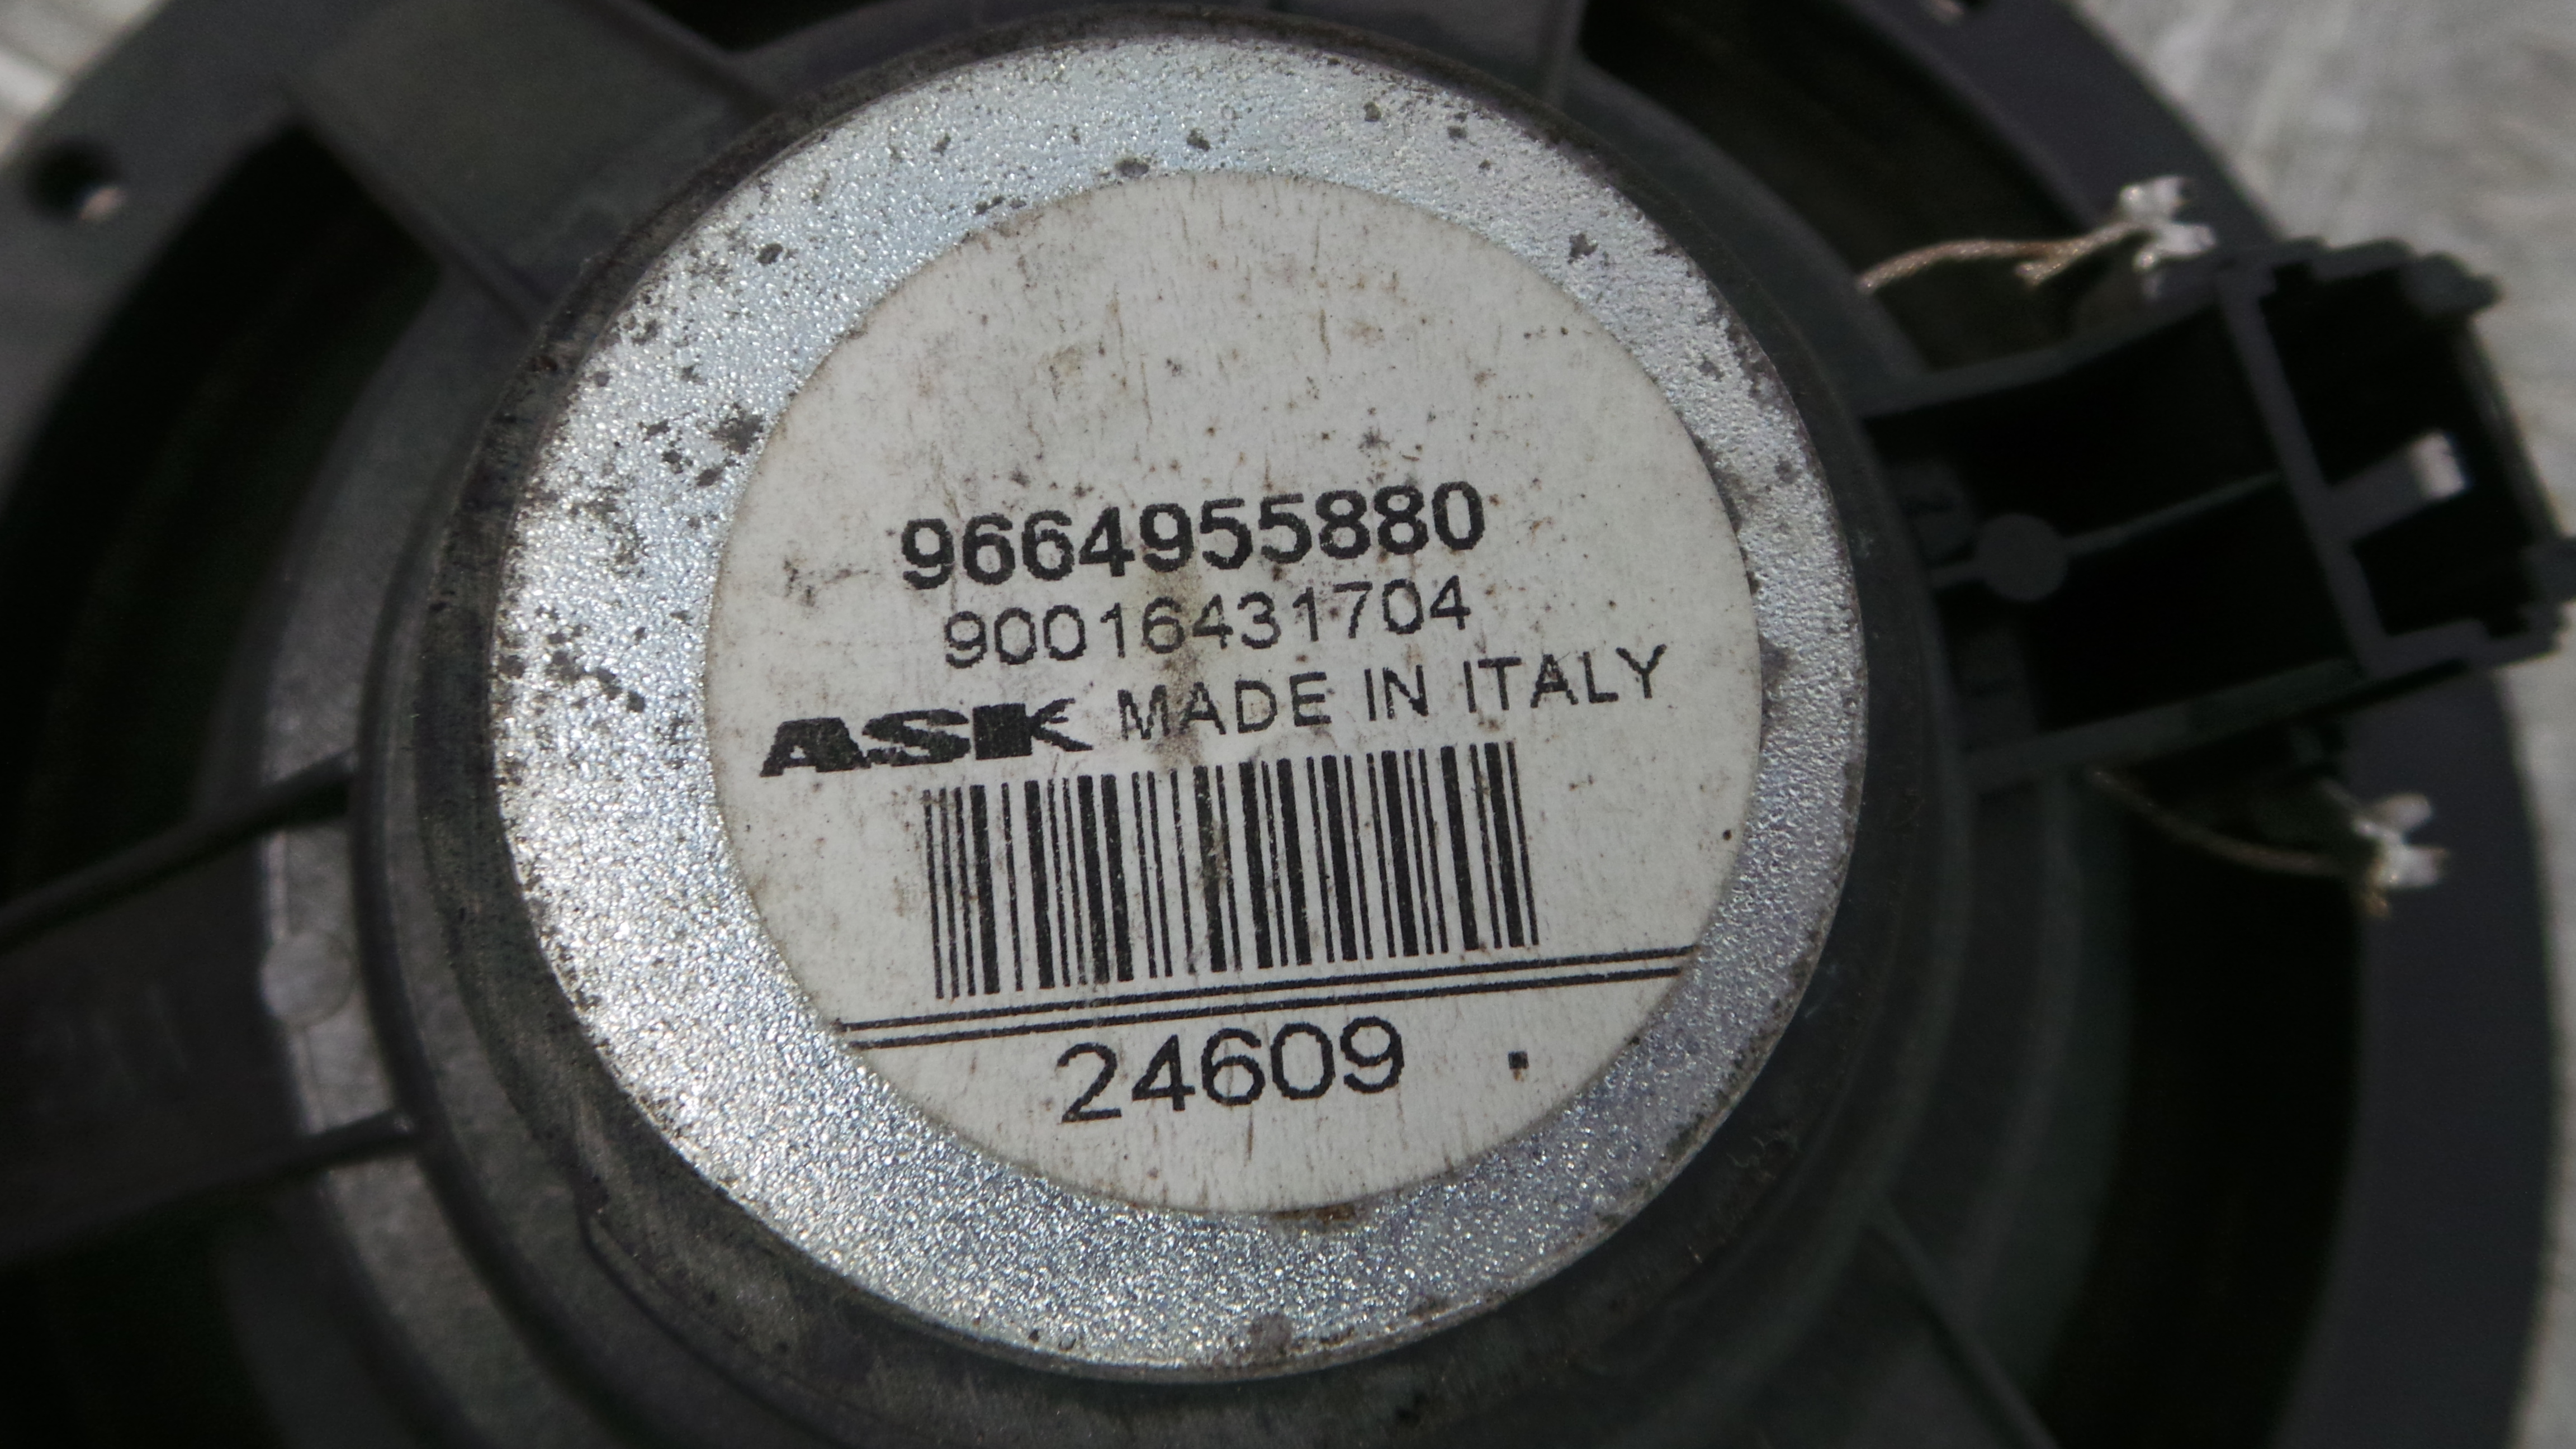 9664955880
90016431704
ASK MADE IN ITALY
24609 .